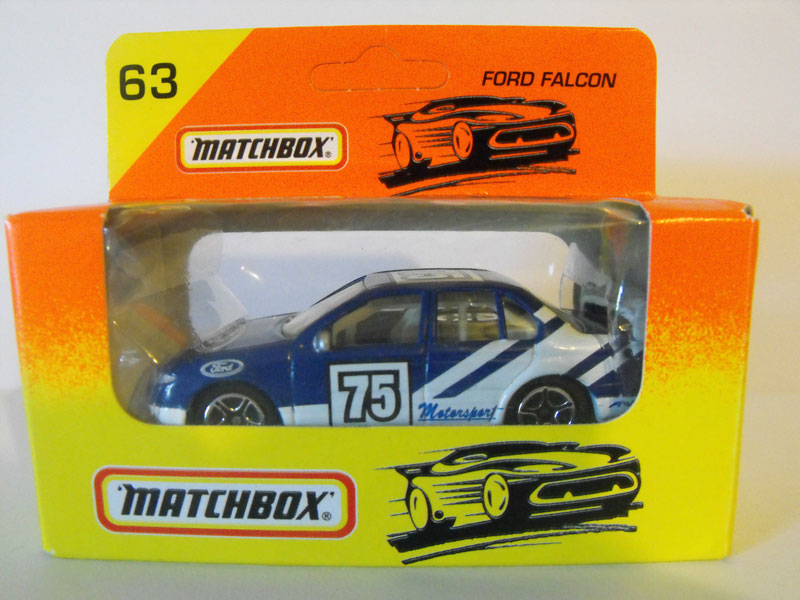 63
FORD FALCON
'MATCHBOX'®
Ford
75
Motorsport
'MATCHBOX'®